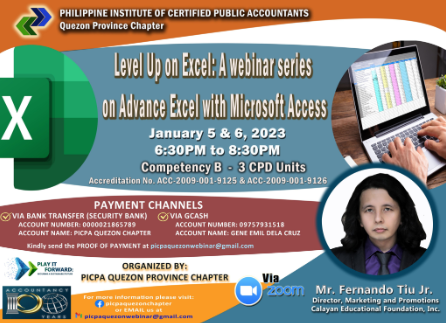 PHILIPPINE INSTITUTE OF CERTIFIED PUBLIC ACCOUNTANTS
Quezon Province Chapter
Level Up on Excel: A webinar series
on Advance Excel with Microsoft Access
January 5 & 6, 2023
6:30PM to 8:30PM
Competency B - 3 CPD Units
Accreditation No. ACC-2009-001-9125 & ACC-2009-001-9126
X
PAYMENT CHANNELS
VIA BANK TRANSFER (SECURITY BANK)
ACCOUNT NUMBER: 0000021865789
ACCOUNT NAME: PICPA QUEZON CHAPTER
VIA GCASH
ACCOUNT NUMBER: 09757931518
ACCOUNT NAME: GENE EMIL DELA CRUZ
Kindly send the PROOF OF PAYMENT at picpaquezonwebinar@gmail.com
PLAY IT
FORWARD:
ORGANIZED BY:
PICPA QUEZON PROVINCE CHAPTER
Via
zoom
ACCOUNTANCY
100
YEARS
For more information please visit:
picpaquezonchapter
or EMAIL us at
picpaquezonwebinar@gmail.com
Mr. Fernando Tiu Jr.
Director, Marketing and Promotions
Calayan Educational Foundation, Inc.